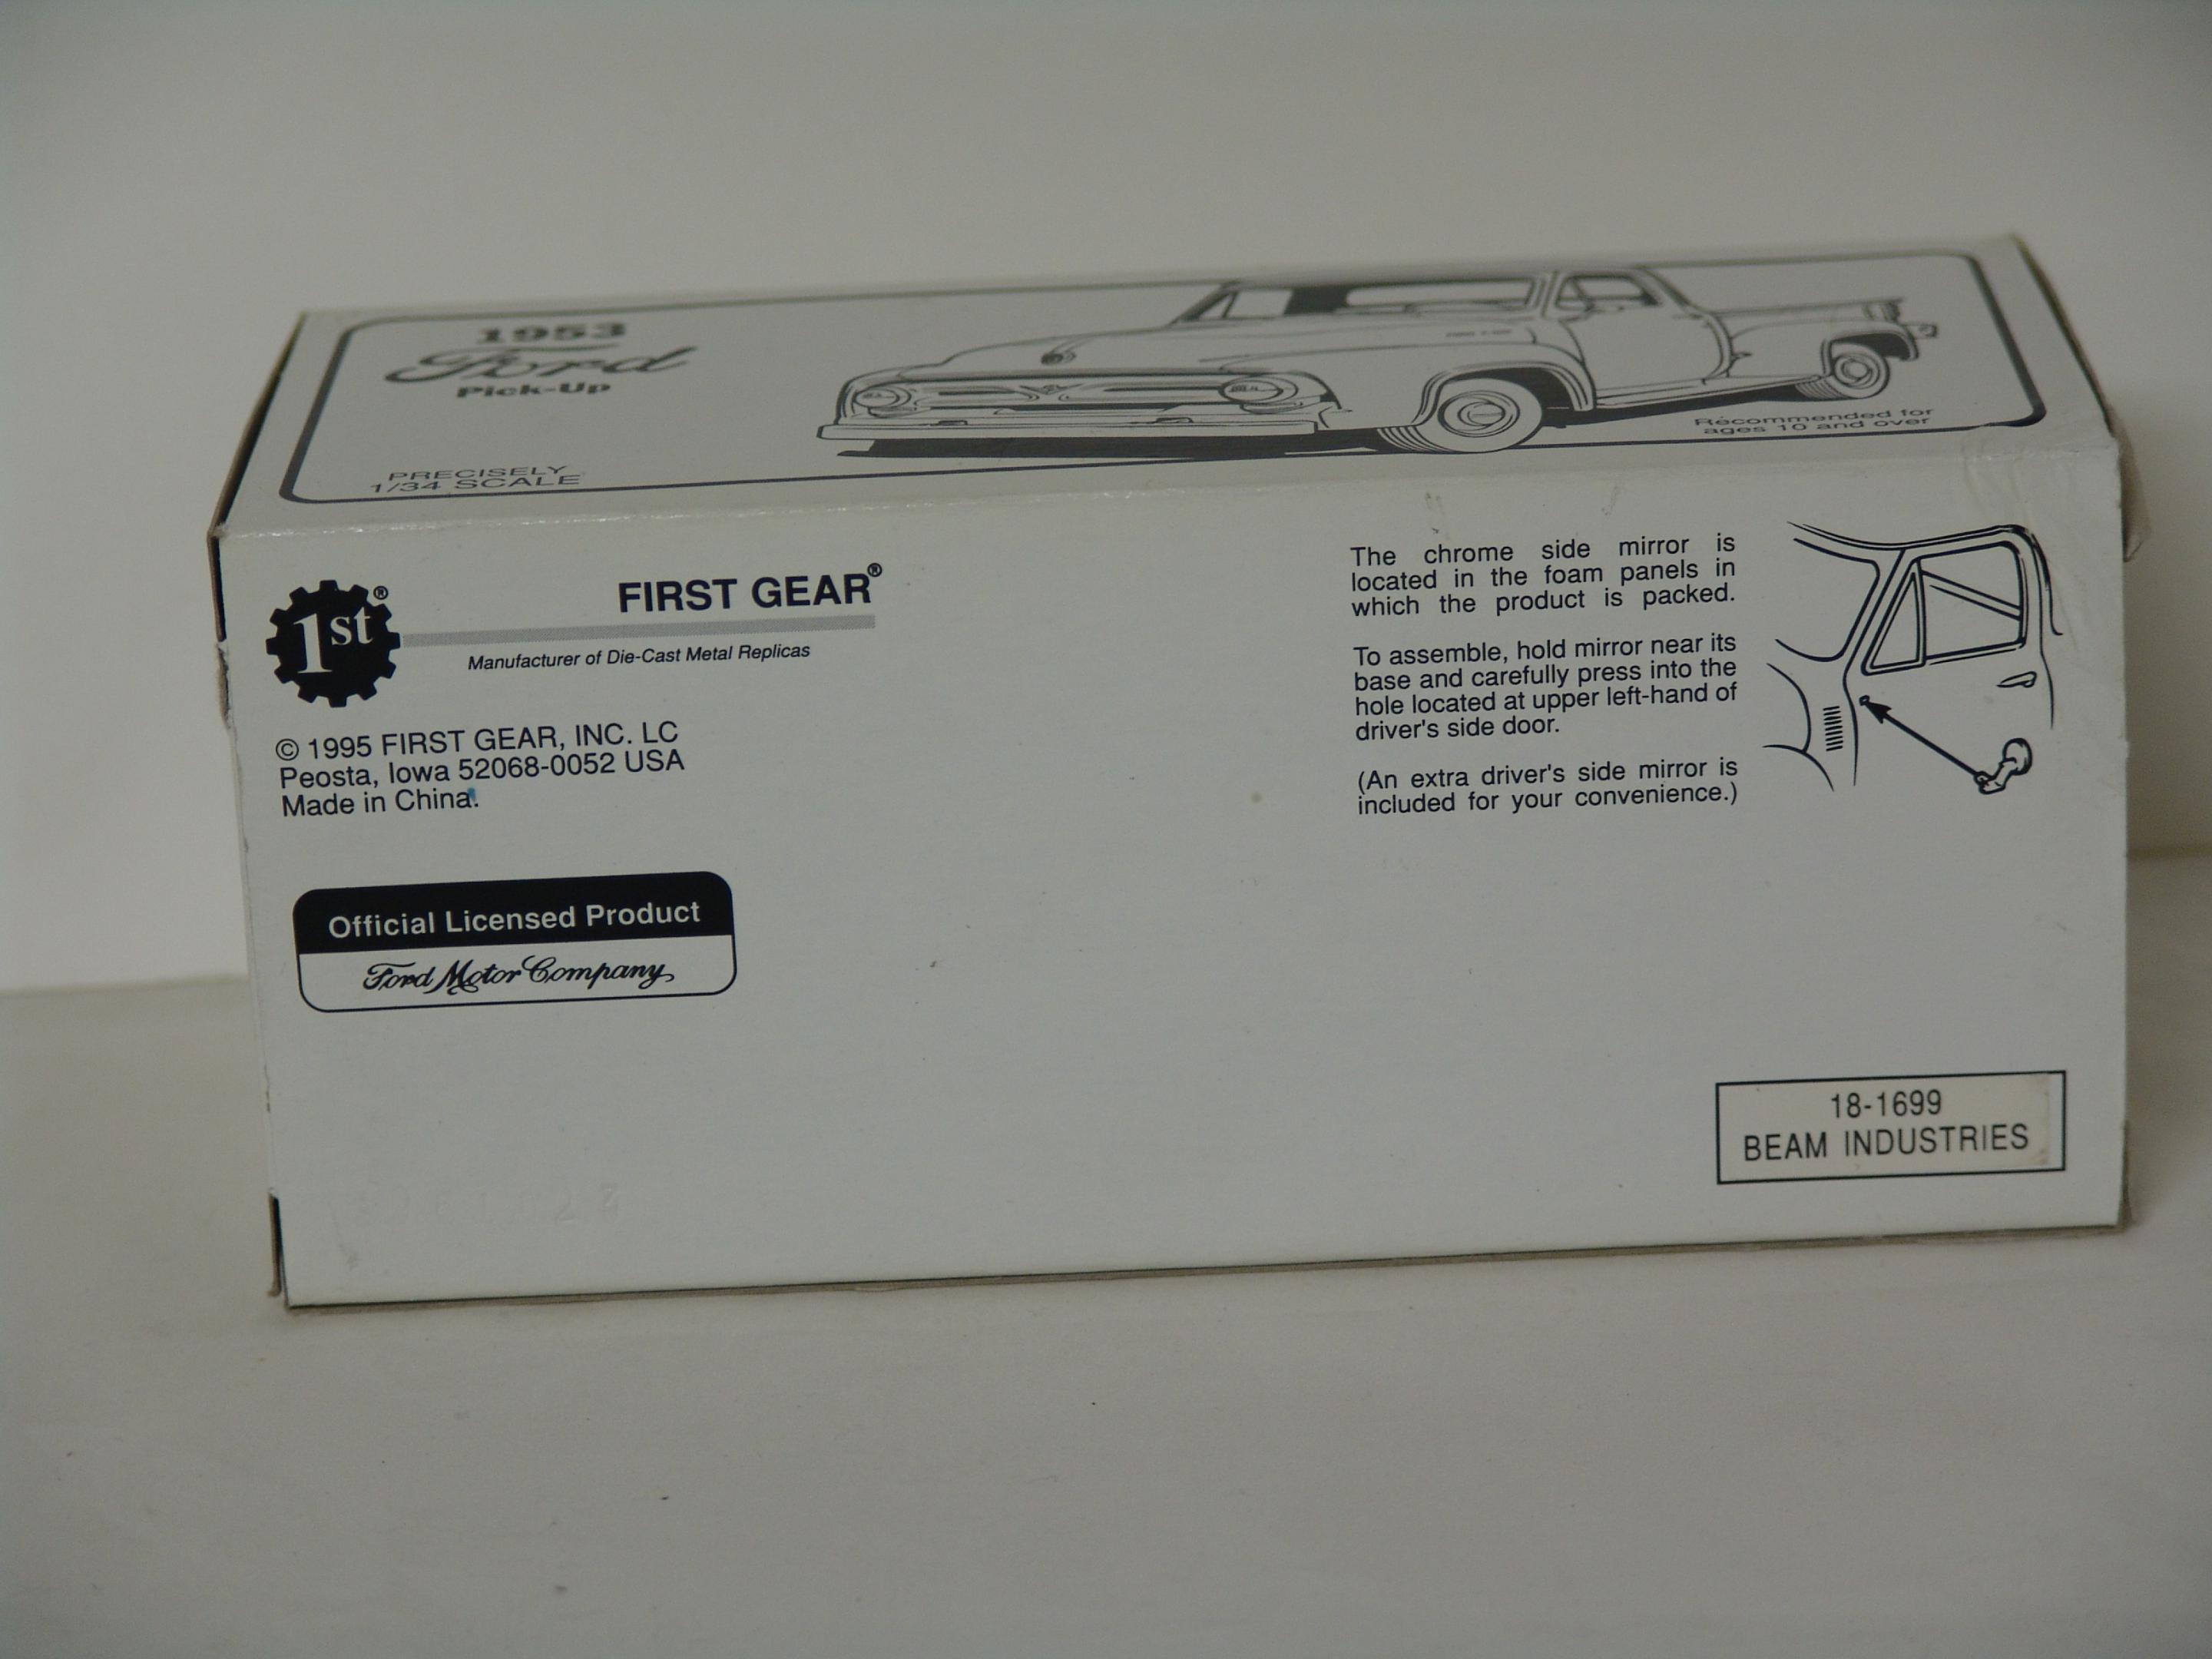 1953
Ford
Pick-Up
PRECISELY
1/34 SCALE
Recommended for
ages 10 and over
1st®
FIRST GEAR®
Manufacturer of Die-Cast Metal Replicas
© 1995 FIRST GEAR, INC. LC
Peosta, Iowa 52068-0052 USA
Made in China.
Official Licensed Product
Ford Motor Company
The chrome side mirror is
located in the foam panels in
which the product is packed.
To assemble, hold mirror near its
base and carefully press into the
hole located at upper left-hand of
driver's side door.
(An extra driver's side mirror is
included for your convenience.)
18-1699
BEAM INDUSTRIES